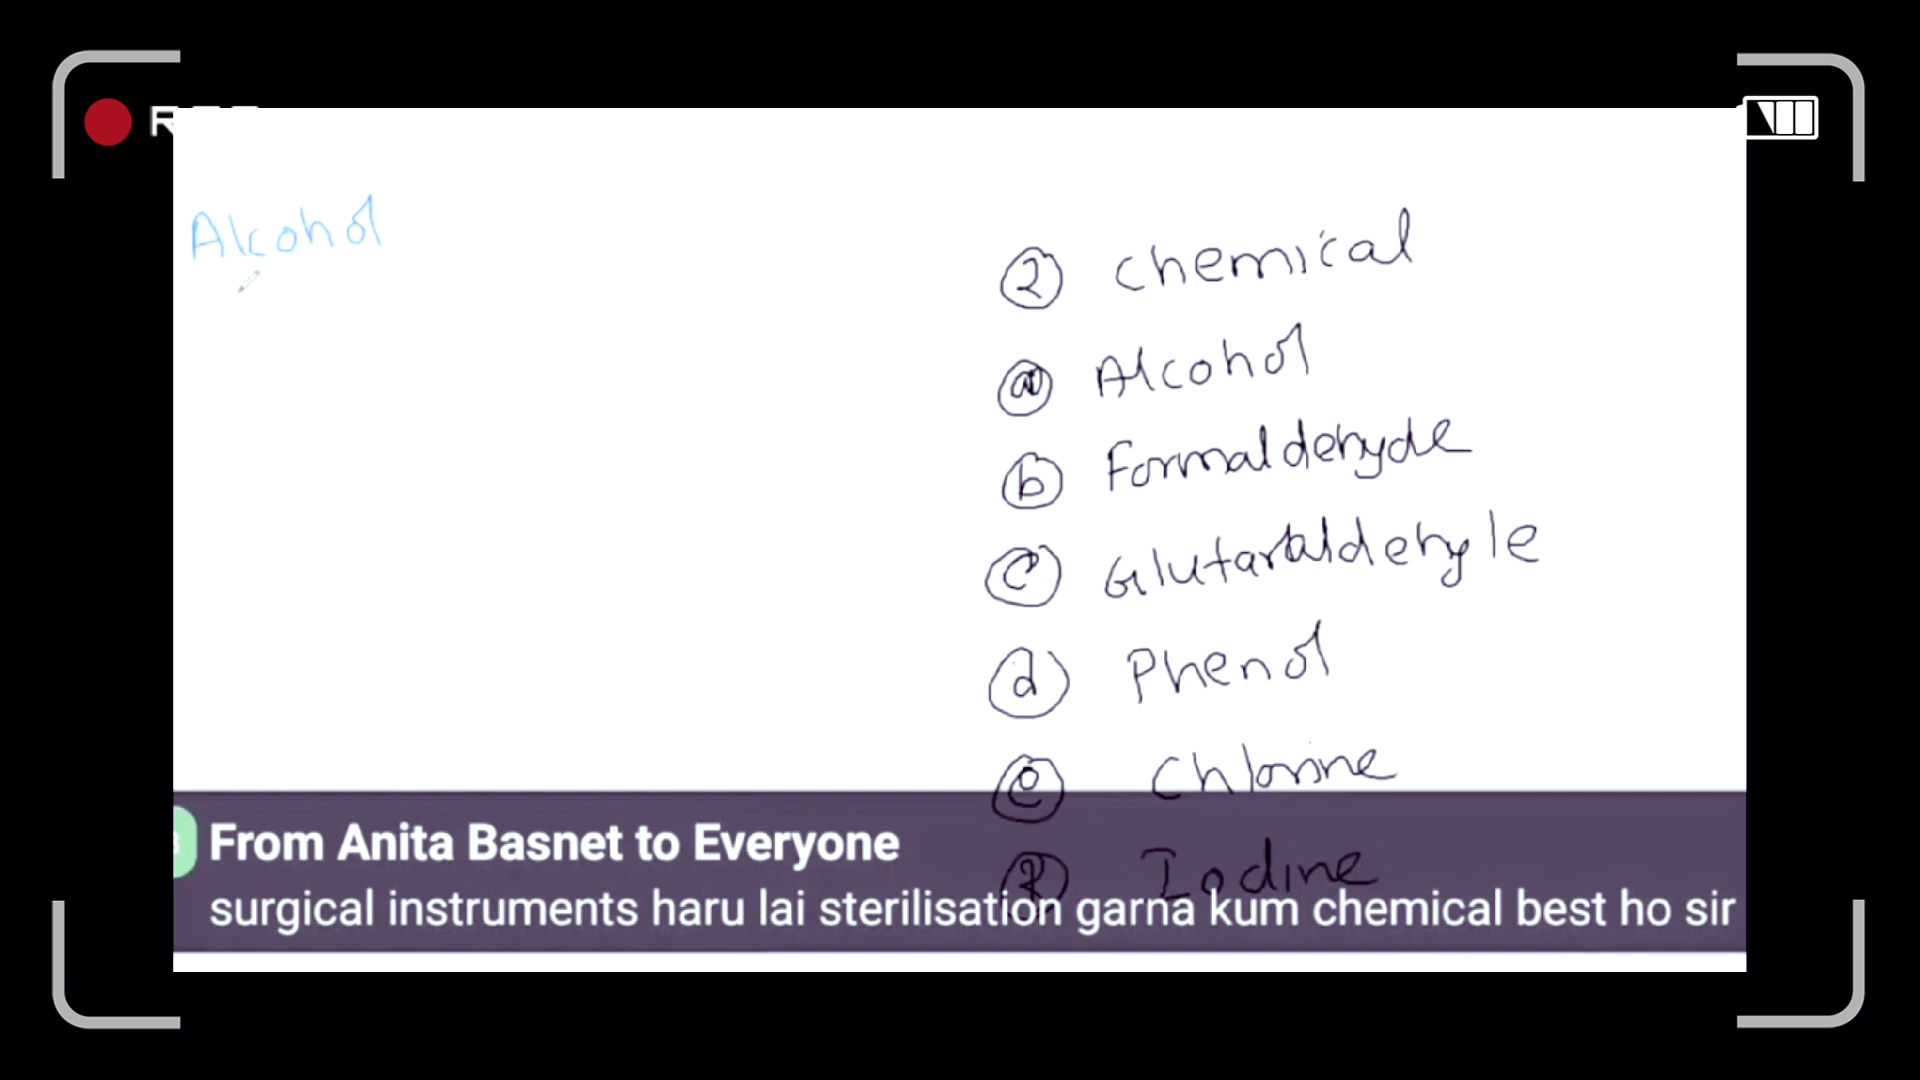 Alcohol
② Chemical
ⓐ Alcohol
ⓑ Formaldehyde
ⓒ Glutaraldehyle
ⓓ Phenol
ⓔ Chlorine
Iodine
From Anita Basnet to Everyone
surgical instruments haru lai sterilisation garna kum chemical best ho sir